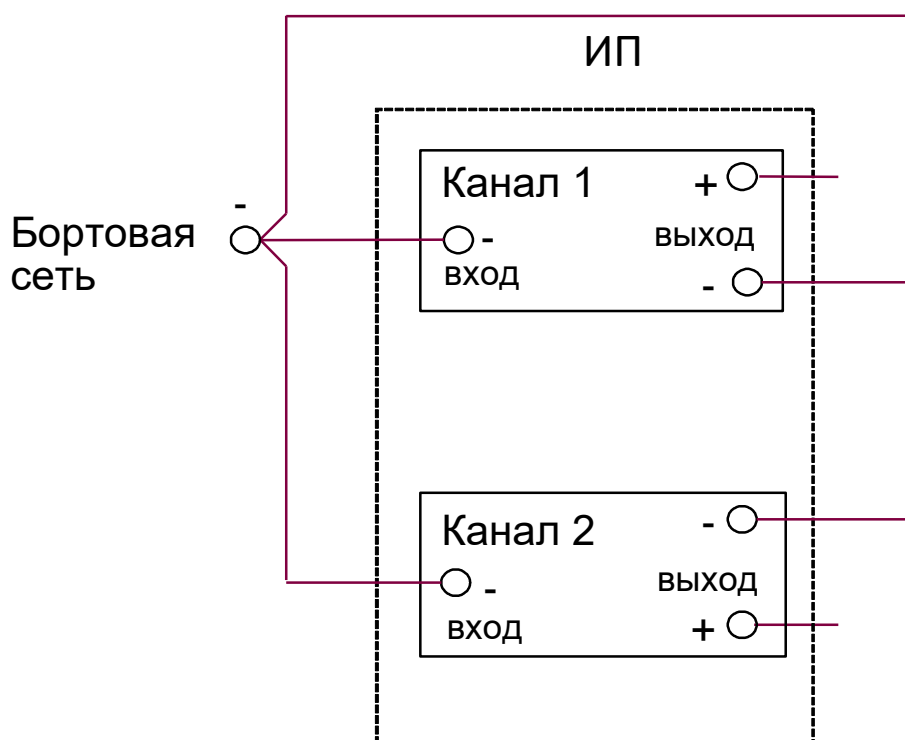 ИП
-
Бортовая
сеть
Канал 1
+
-
вход
выход
-
Канал 2
-
-
вход
выход
+